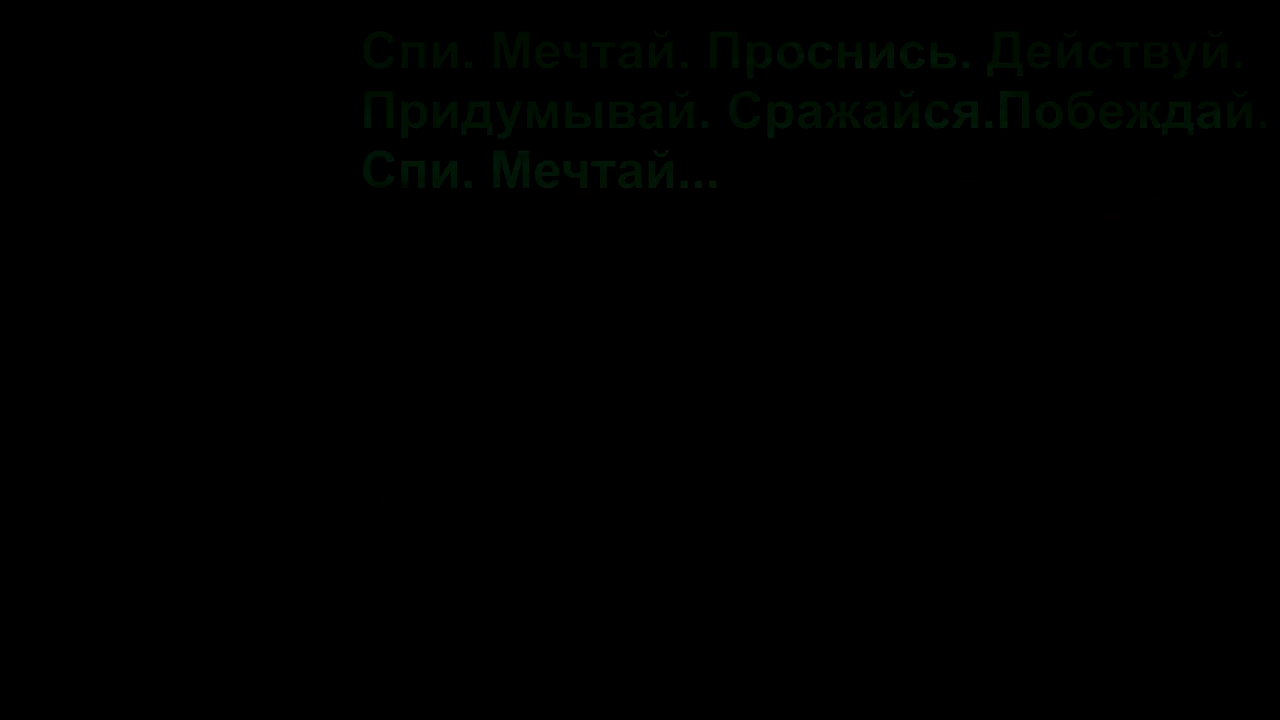 Спи. Мечтай. Проснись. Действуй.
Придумывай. Сражайся.Побеждай.
Спи. Мечтай...